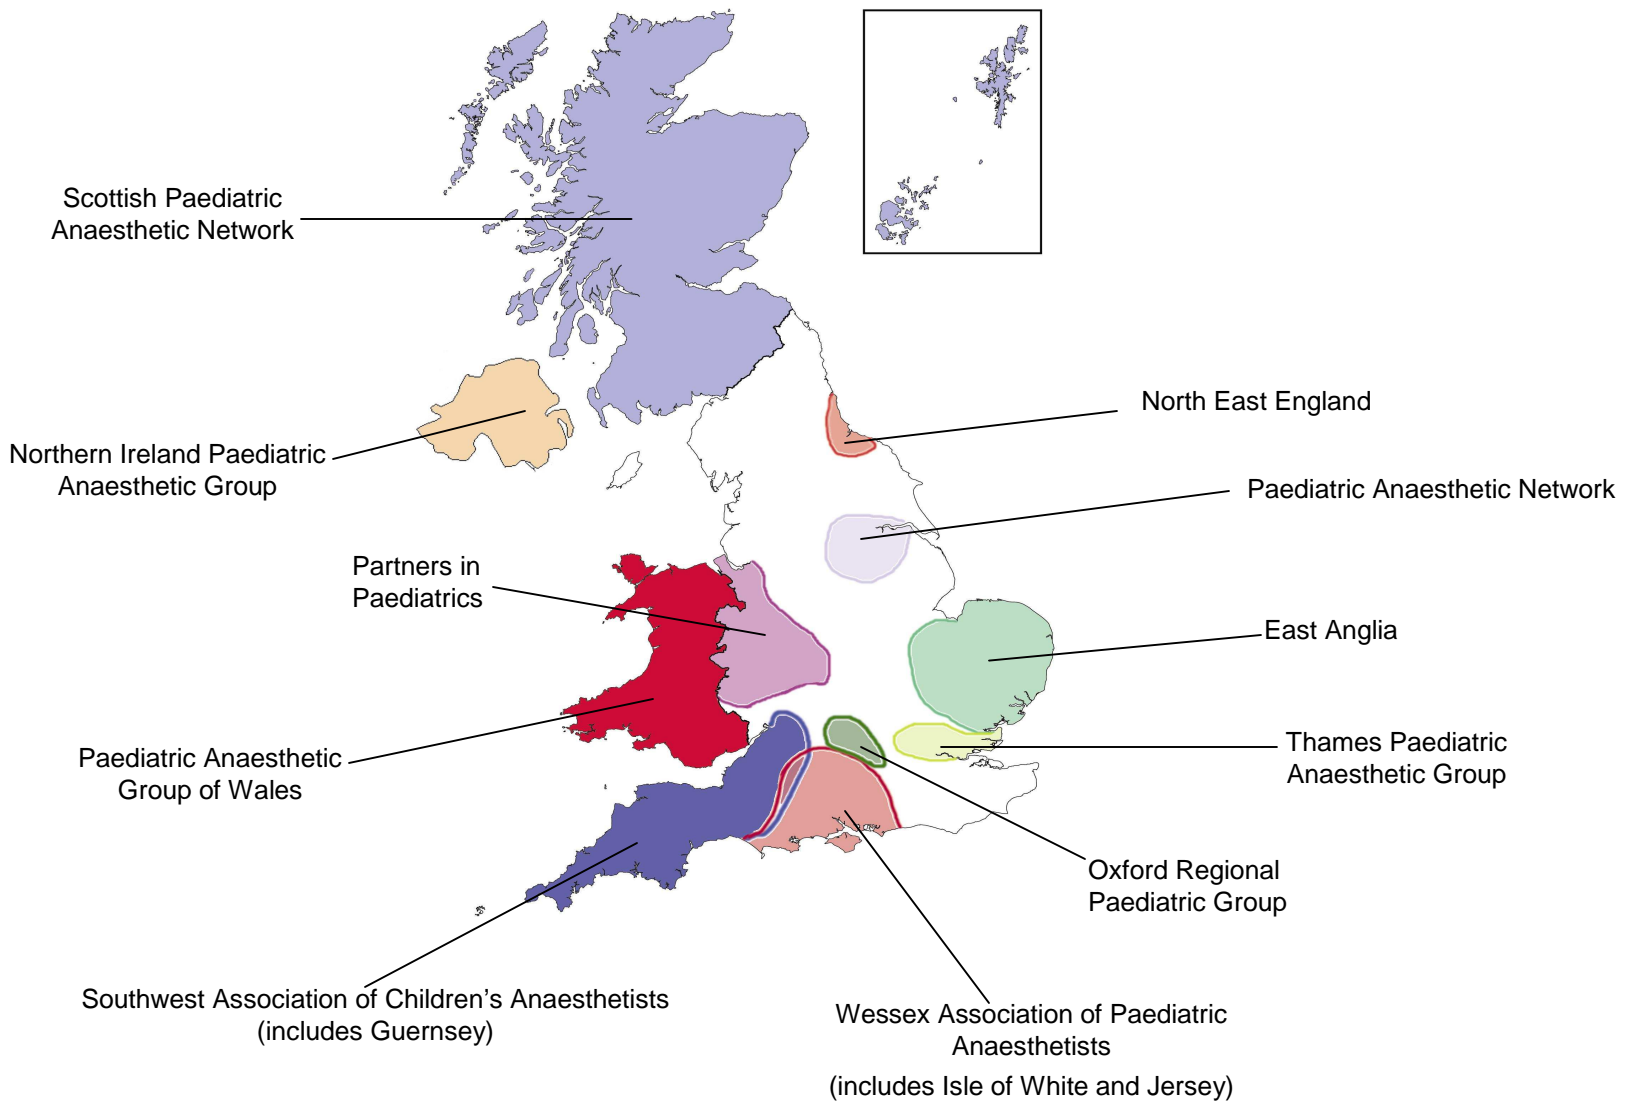 Scottish Paediatric
Anaesthetic Network
North East England
Northern Ireland Paediatric
Anaesthetic Group
Paediatric Anaesthetic Network
Partners in
Paediatrics
East Anglia
Paediatric Anaesthetic
Group of Wales
Thames Paediatric
Anaesthetic Group
Oxford Regional
Paediatric Group
Southwest Association of Children’s Anaesthetists
(includes Guernsey)
Wessex Association of Paediatric
Anaesthetists
(includes Isle of White and Jersey)